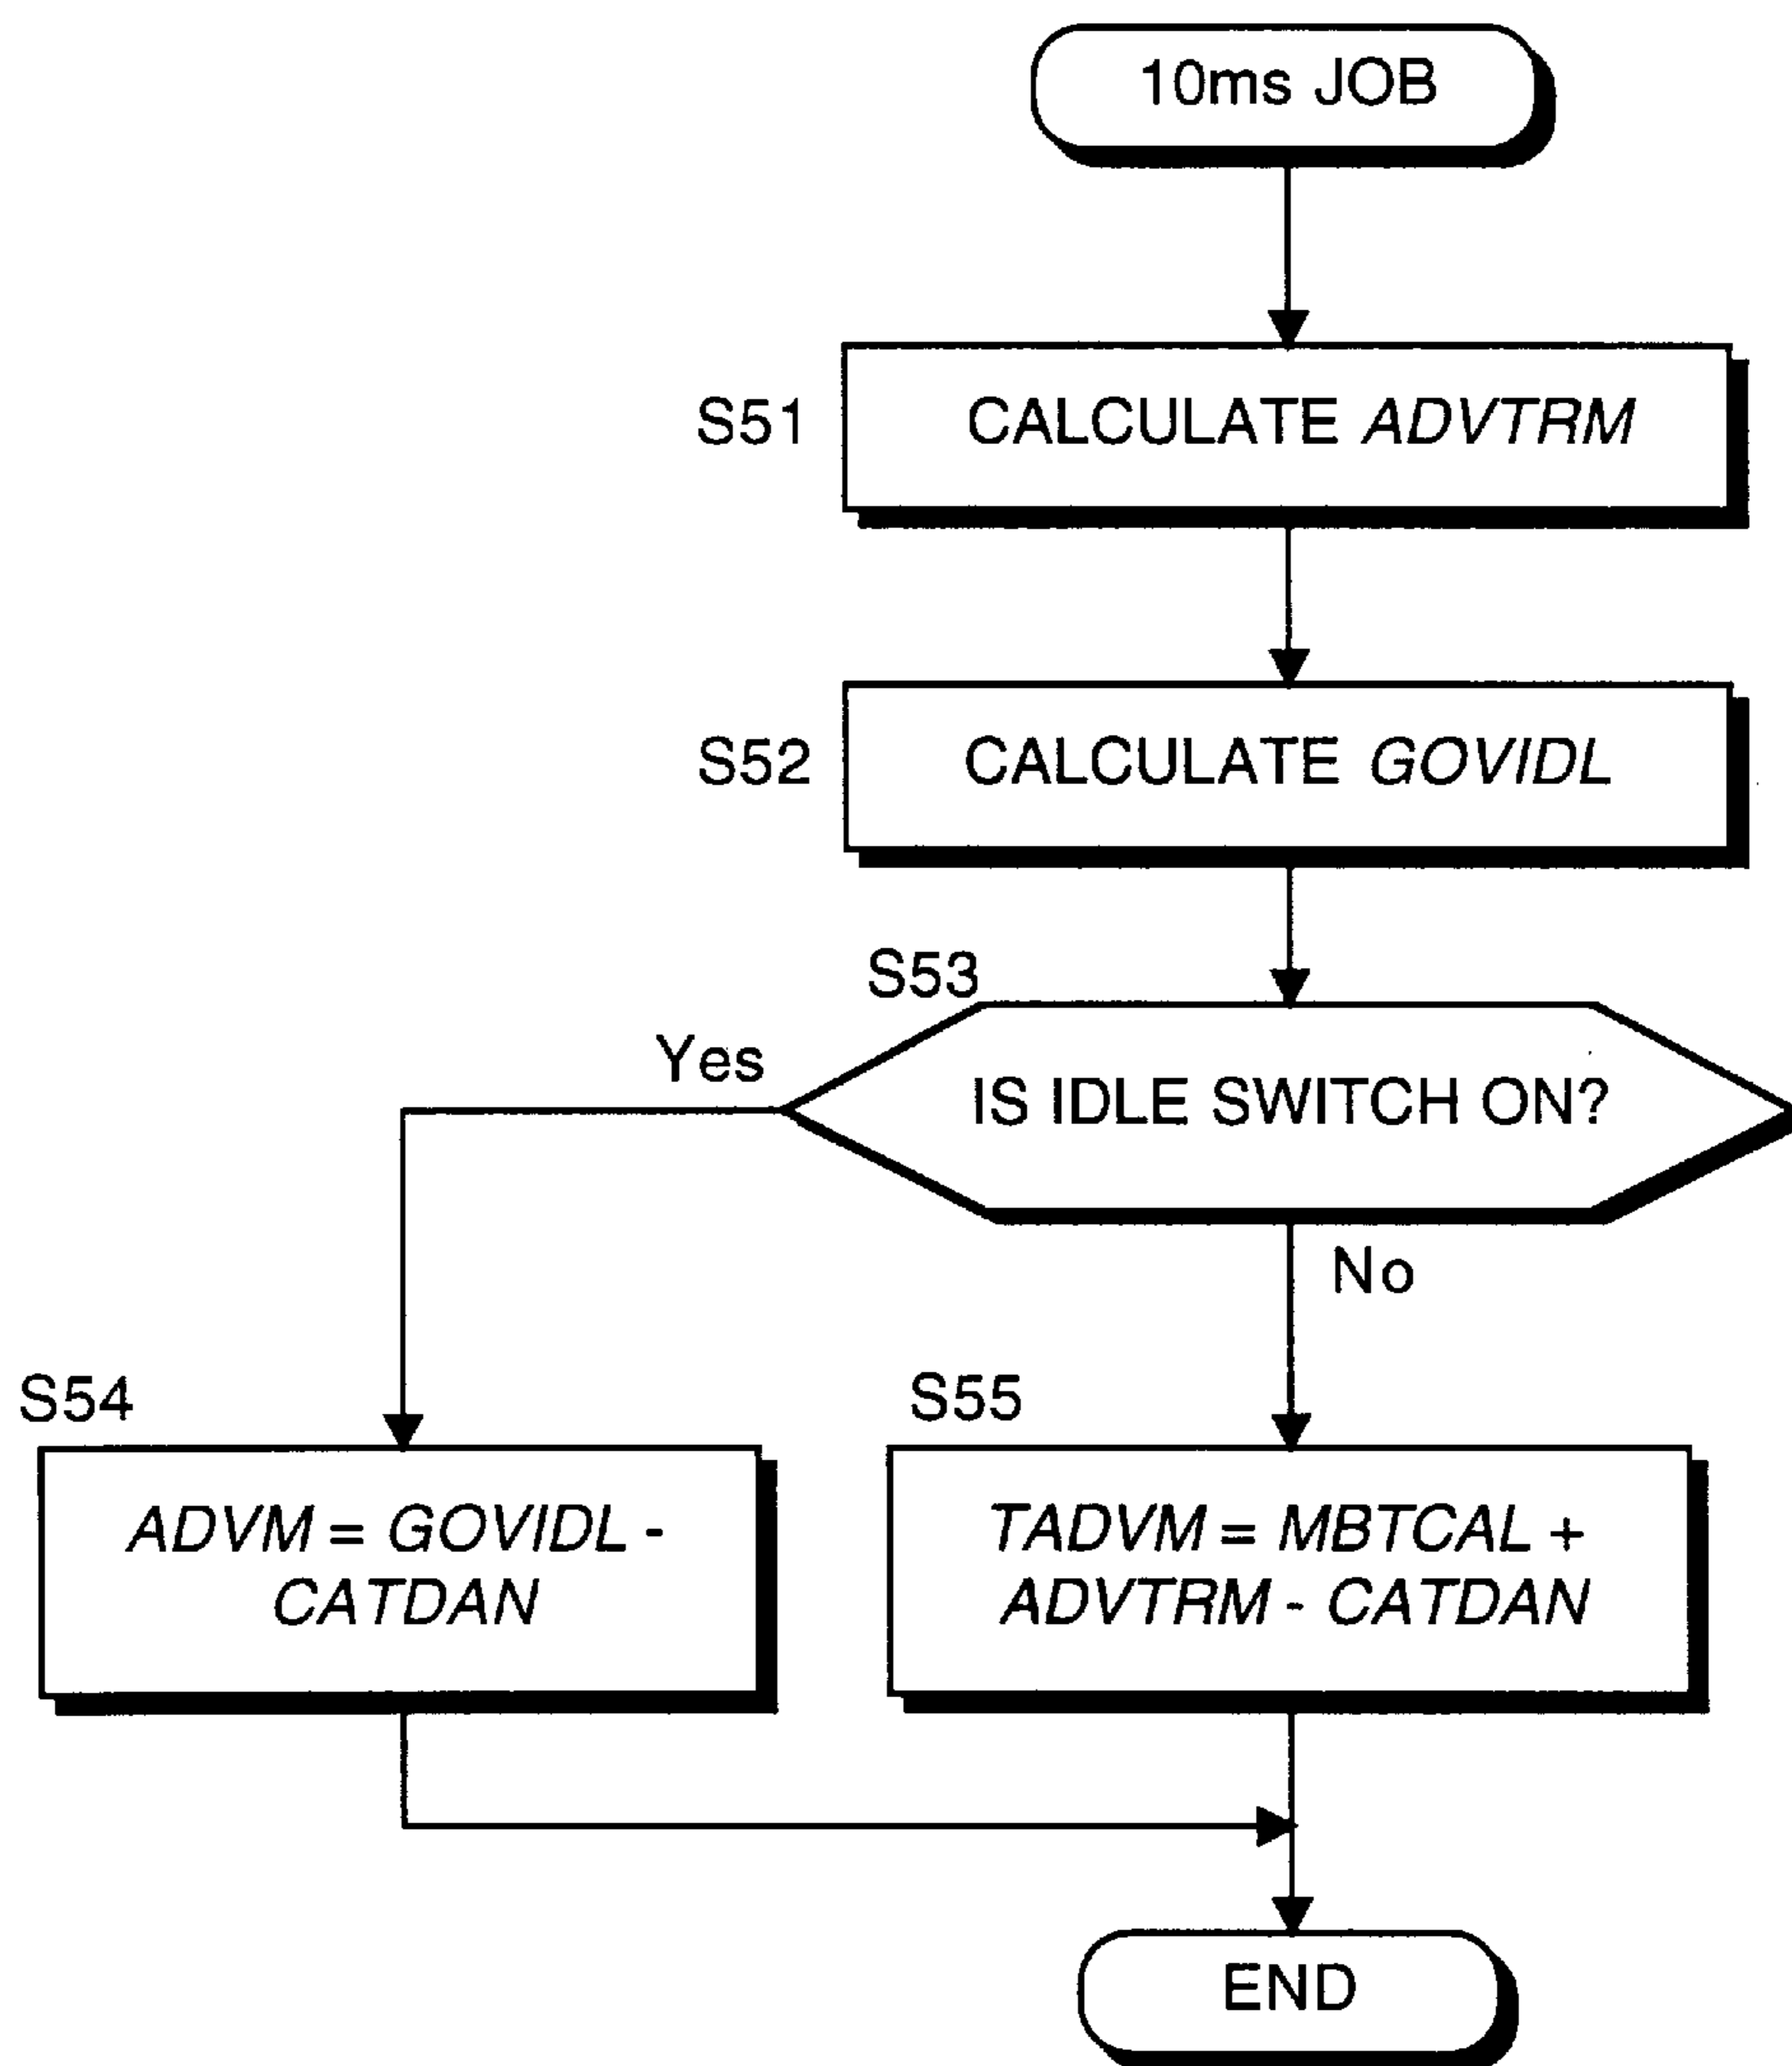 10ms JOB
S51
CALCULATE ADVTRM
S52
CALCULATE GOVIDL
S53
Yes
IS IDLE SWITCH ON?
No
S54
ADVM = GOVIDL -
CATDAN
S55
TADVM = MBTCAL +
ADVTRM - CATDAN
END